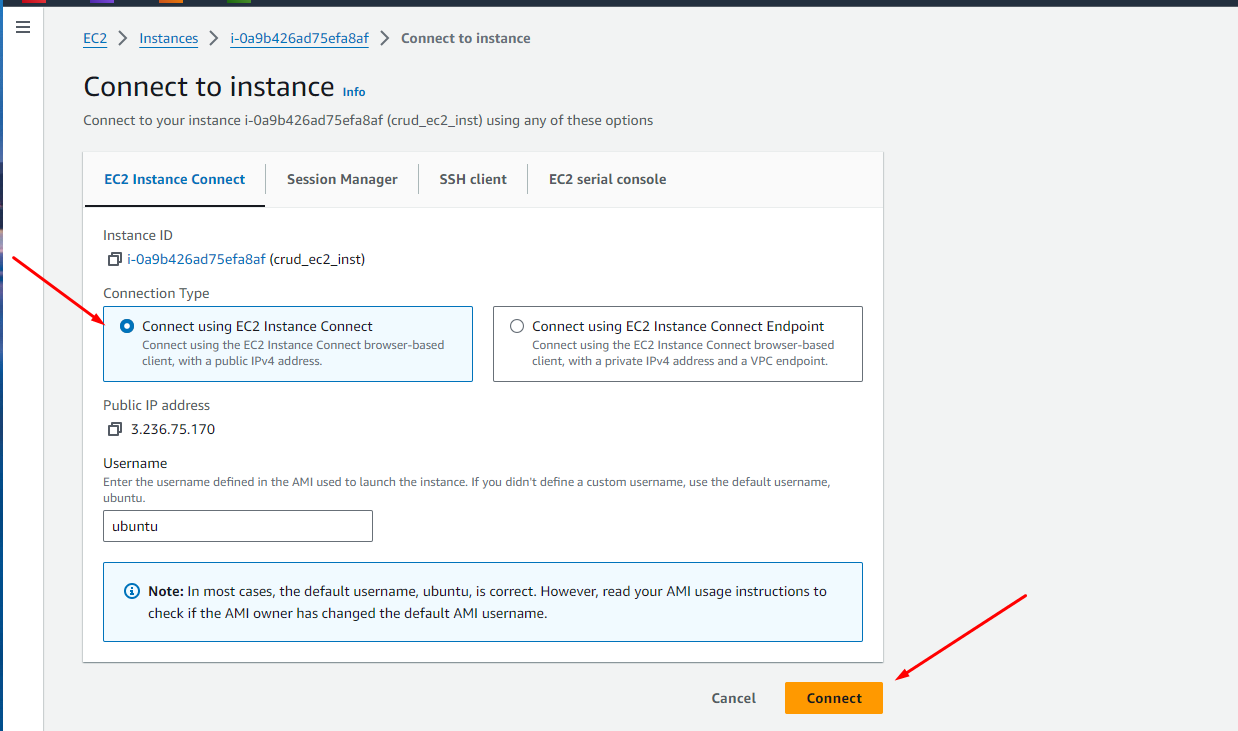 EC2 > Instances > i-0a9b426ad75efa8af > Connect to instance
Connect to instance Info
Connect to your instance i-0a9b426ad75efa8af (crud_ec2_inst) using any of these options
EC2 Instance Connect Session Manager SSH client EC2 serial console
Instance ID
i-0a9b426ad75efa8af (crud_ec2_inst)
Connection Type
Connect using EC2 Instance Connect
Connect using the EC2 Instance Connect browser-based
client, with a public IPv4 address.
Connect using EC2 Instance Connect Endpoint
Connect using the EC2 Instance Connect browser-based
client, with a private IPv4 address and a VPC endpoint.
Public IP address
3.236.75.170
Username
Enter the username defined in the AMI used to launch the instance. If you didn't define a custom username, use the default username,
ubuntu.
ubuntu
Note: In most cases, the default username, ubuntu, is correct. However, read your AMI usage instructions to
check if the AMI owner has changed the default AMI username.
Cancel Connect